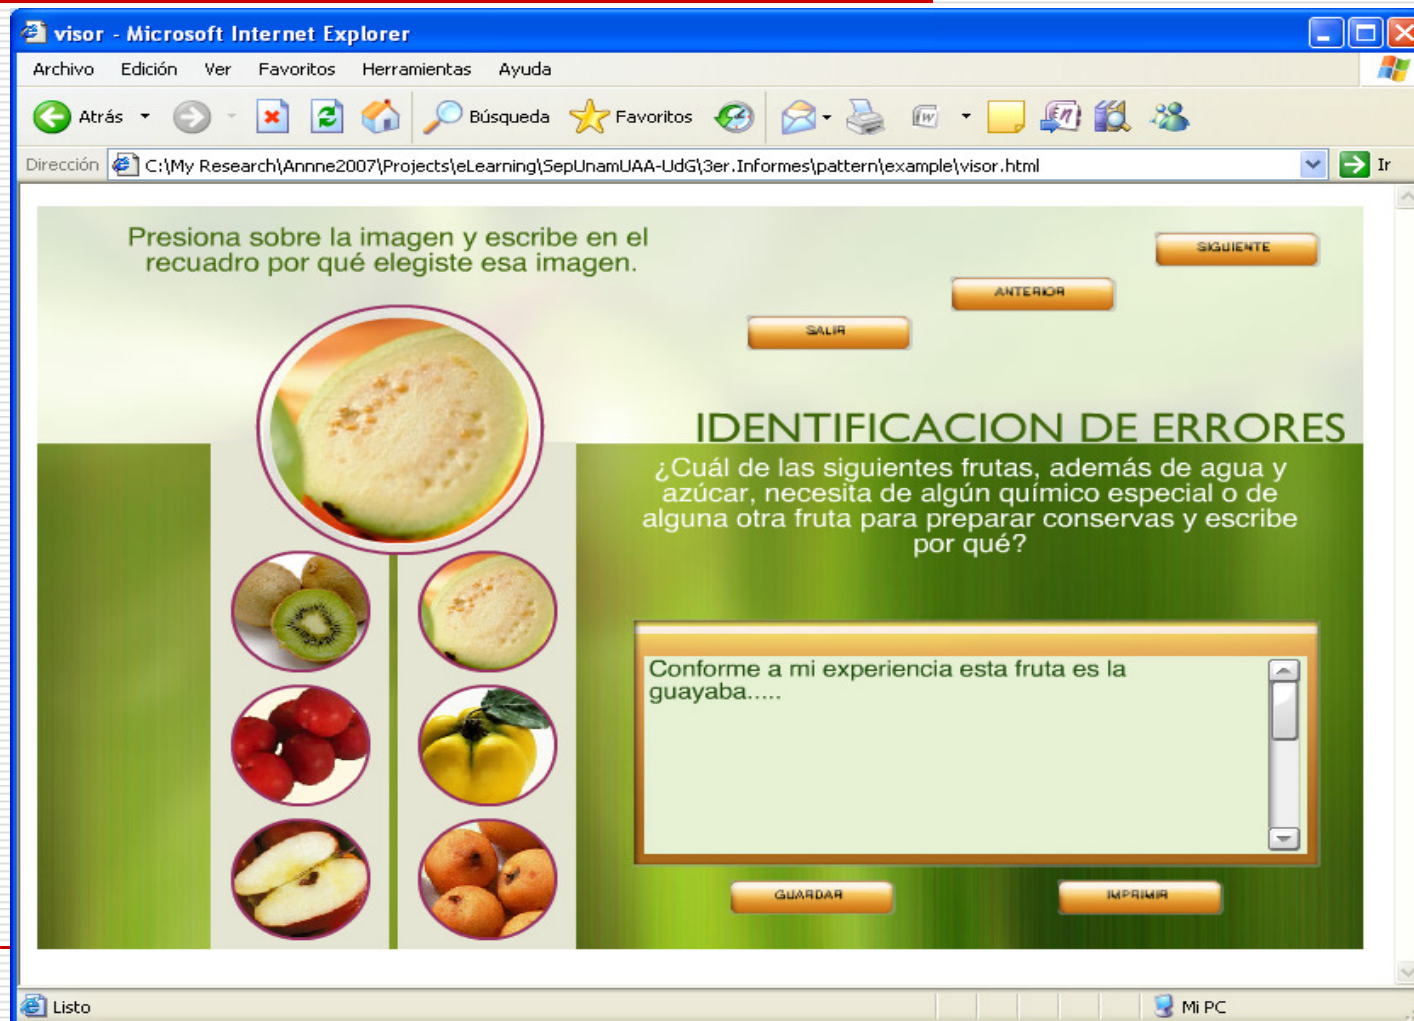 visor - Microsoft Internet Explorer
Archivo Edición Ver Favoritos Herramientas Ayuda
Atrás Búsqueda Favoritos
Dirección C:\My Research\Annne2007\Projects\eLearning\SepUnamUAA-UdG\3er.Informes\pattern\example\visor.html Ir
Presiona sobre la imagen y escribe en el
recuadro por qué elegiste esa imagen.
SIGUIENTE
ANTERIOR
SALIR
IDENTIFICACION DE ERRORES
¿Cuál de las siguientes frutas, además de agua y
azúcar, necesita de algún químico especial o de
alguna otra fruta para preparar conservas y escribe
por qué?
Conforme a mi experiencia esta fruta es la
guayaba.....
GUARDAR
IMPRIMIR
Listo
Mi PC